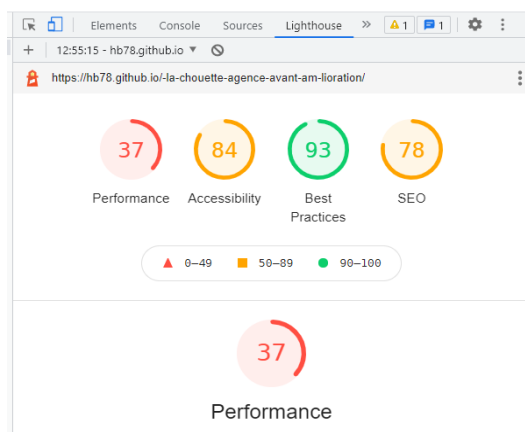 Elements Console Sources Lighthouse » 1 1
+ 12:55:15 - hb78.github.io ▼
https://hb78.github.io/-la-chouette-agence-avant-am-lioration/
37 84 93 78
Performance Accessibility Best Practices SEO
0–49 50–89 90–100
37
Performance